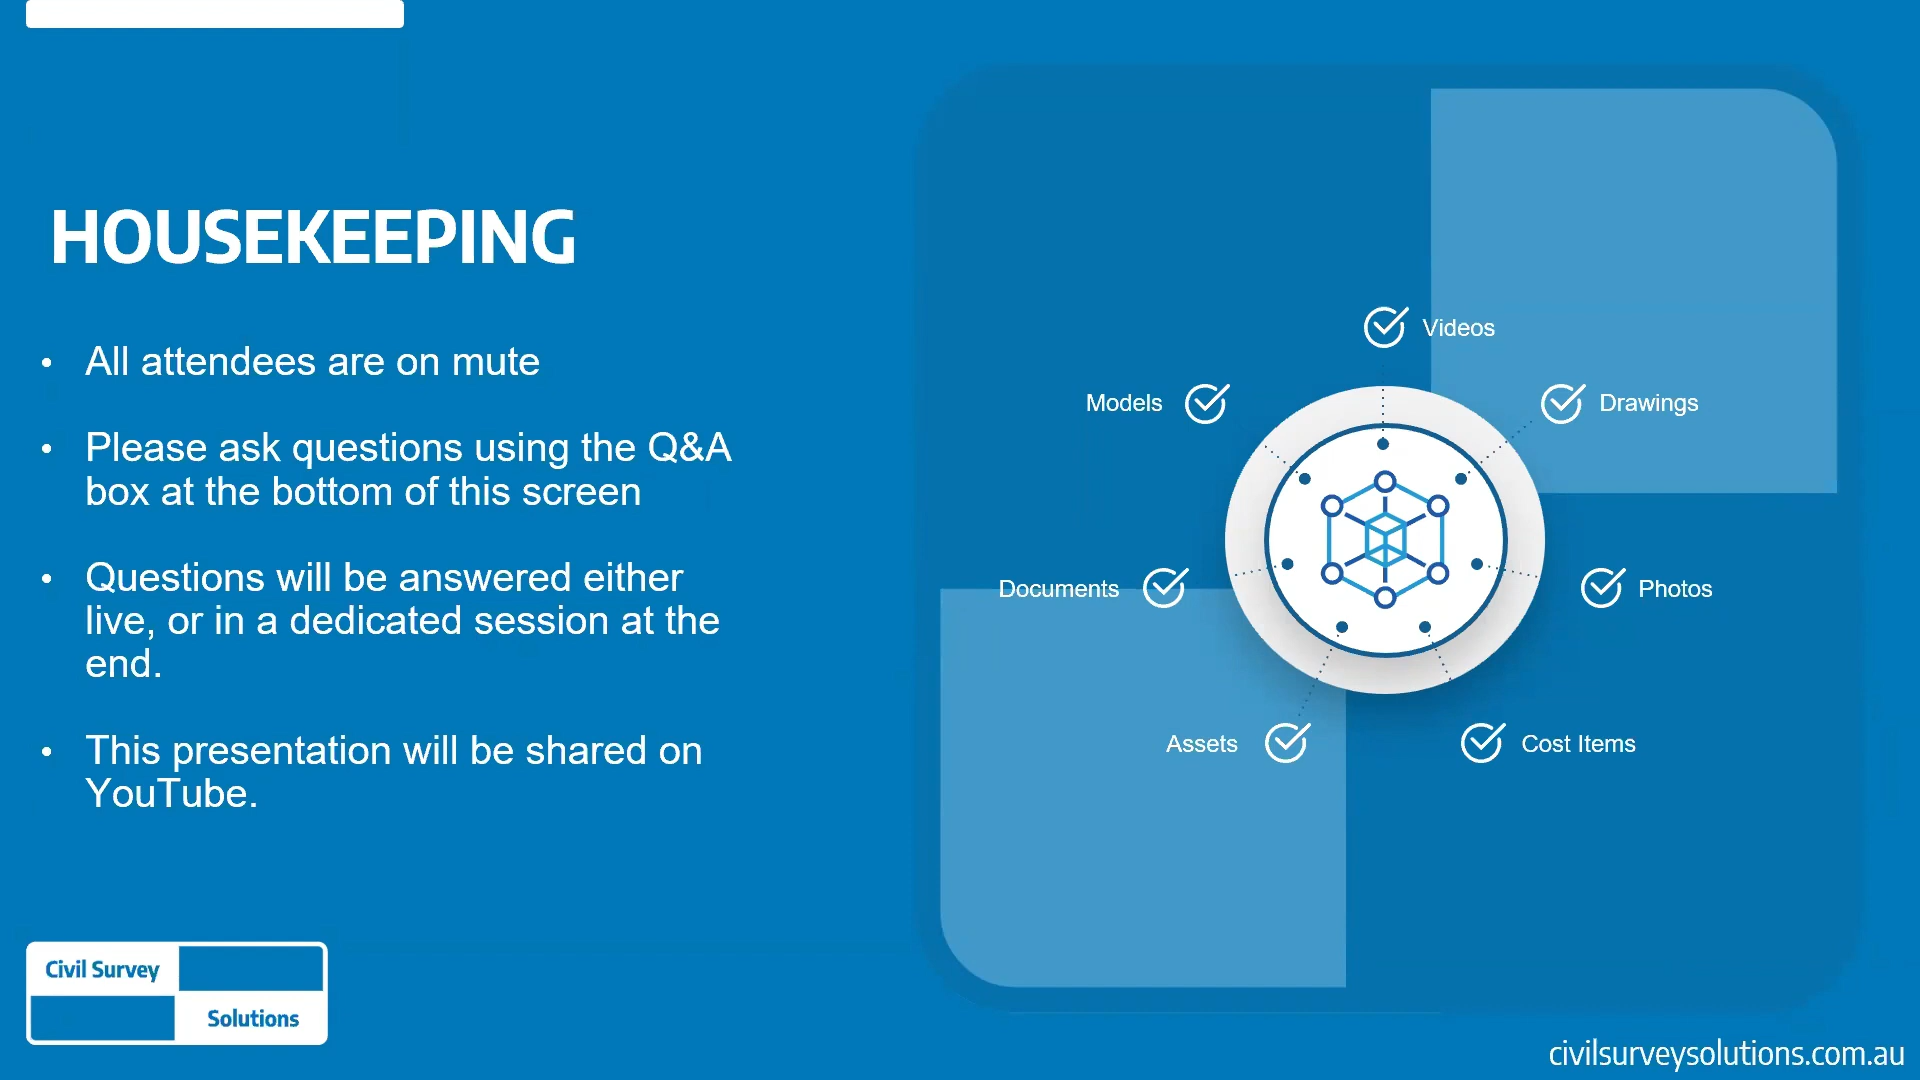 HOUSEKEEPING
• All attendees are on mute
• Please ask questions using the Q&A
box at the bottom of this screen
• Questions will be answered either
live, or in a dedicated session at the
end.
• This presentation will be shared on
YouTube.
Videos
Models
Drawings
Documents
Photos
Assets
Cost Items
Civil Survey
Solutions
civilsurveysolutions.com.au